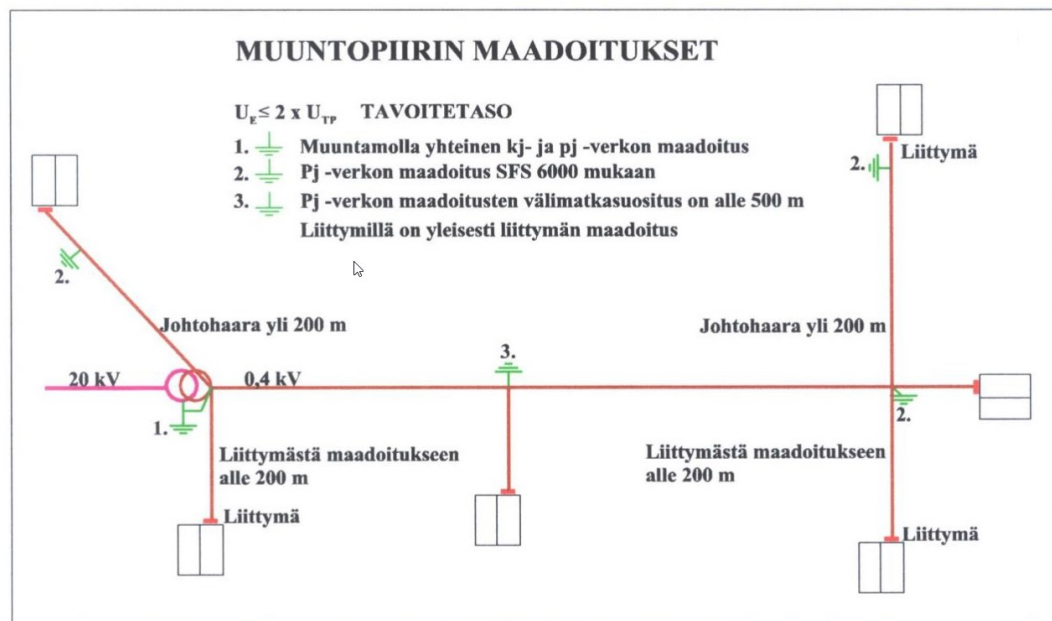 MUUNTOPIIRIN MAADOITUKSET
U_E ≤ 2 x U_TP TAVOITETASO
1. Muuntamolla yhteinen kj- ja pj -verkon maadoitus
2. Pj -verkon maadoitus SFS 6000 mukaan
3. Pj -verkon maadoitusten välimatkasuositus on alle 500 m
Liittymillä on yleisesti liittymän maadoitus
Liittymä
2.
2.
Johtohaara yli 200 m
Johtohaara yli 200 m
3.
20 kV
0,4 kV
1.
2.
Liittymästä maadoitukseen
alle 200 m
Liittymästä maadoitukseen
alle 200 m
Liittymä
Liittymä